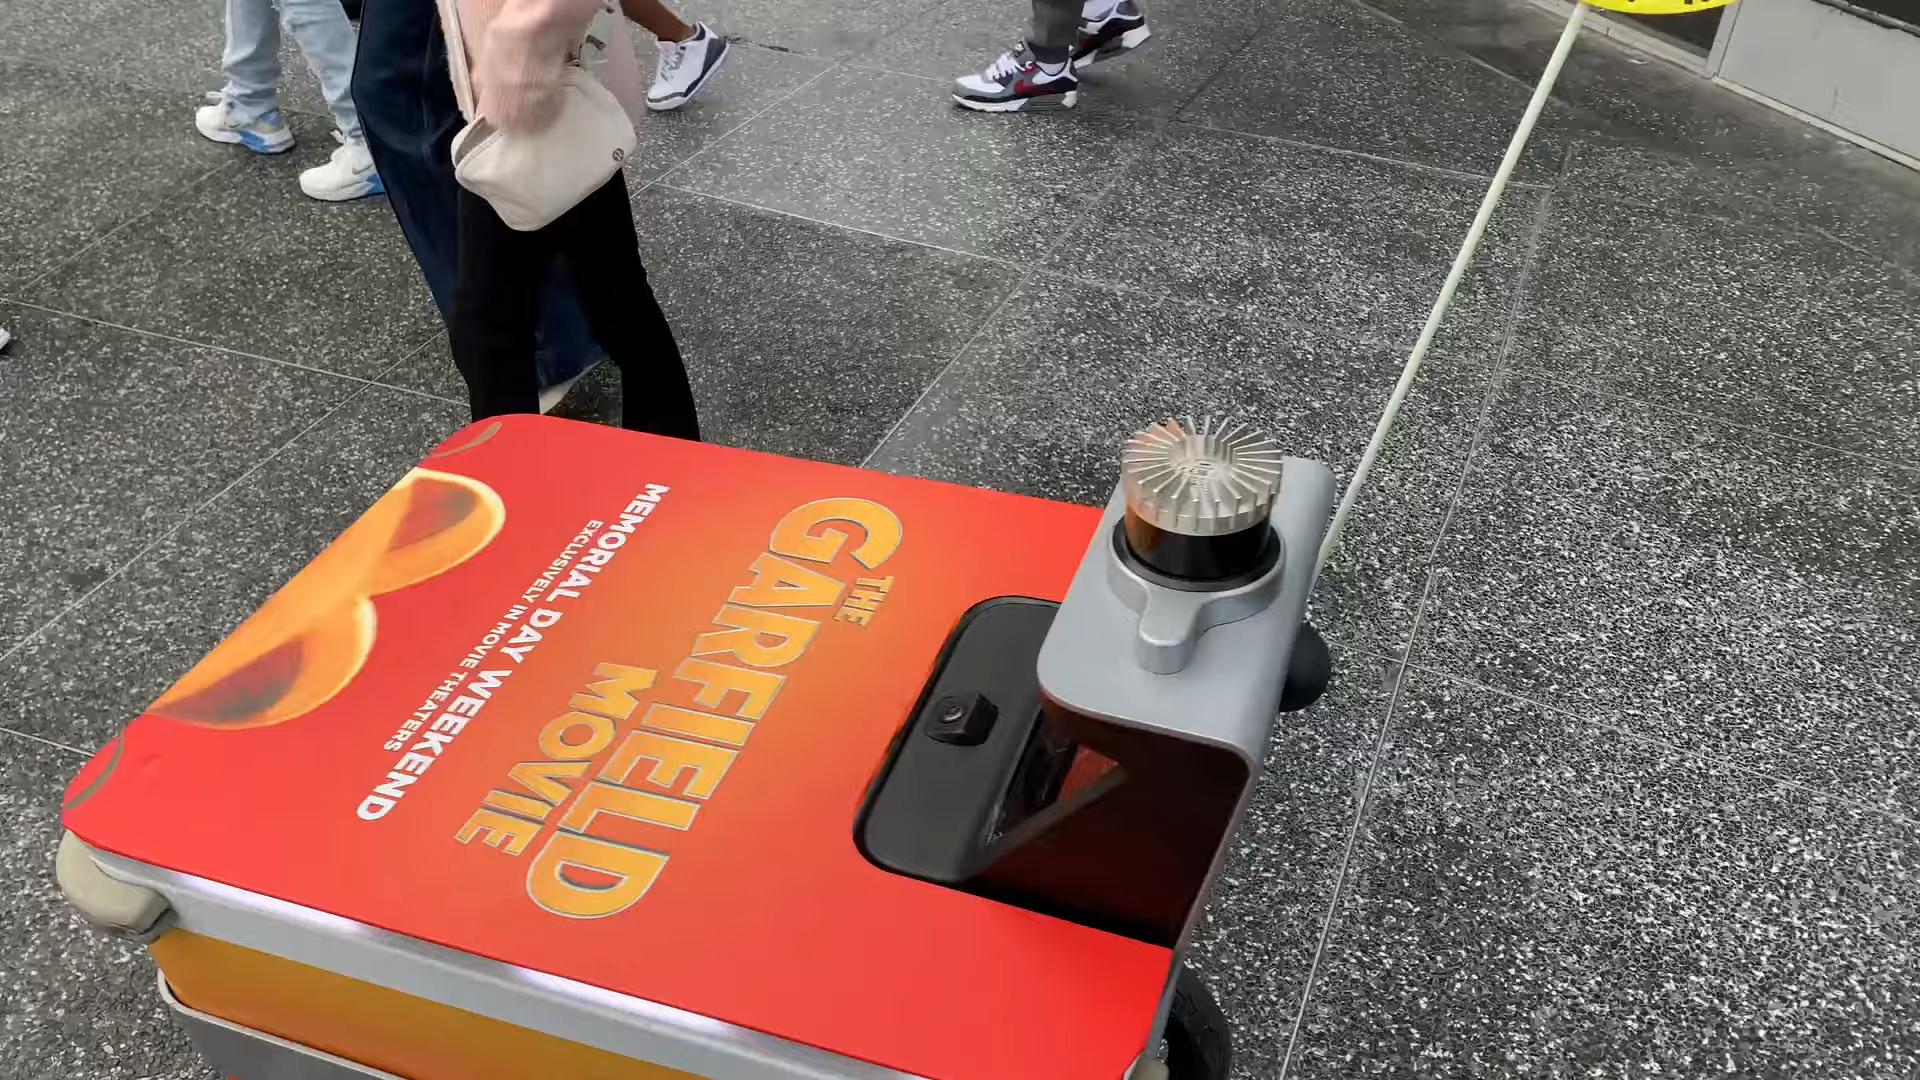 THE
GARFIELD
MOVIE
MEMORIAL DAY WEEKEND
EXCLUSIVELY IN MOVIE THEATERS